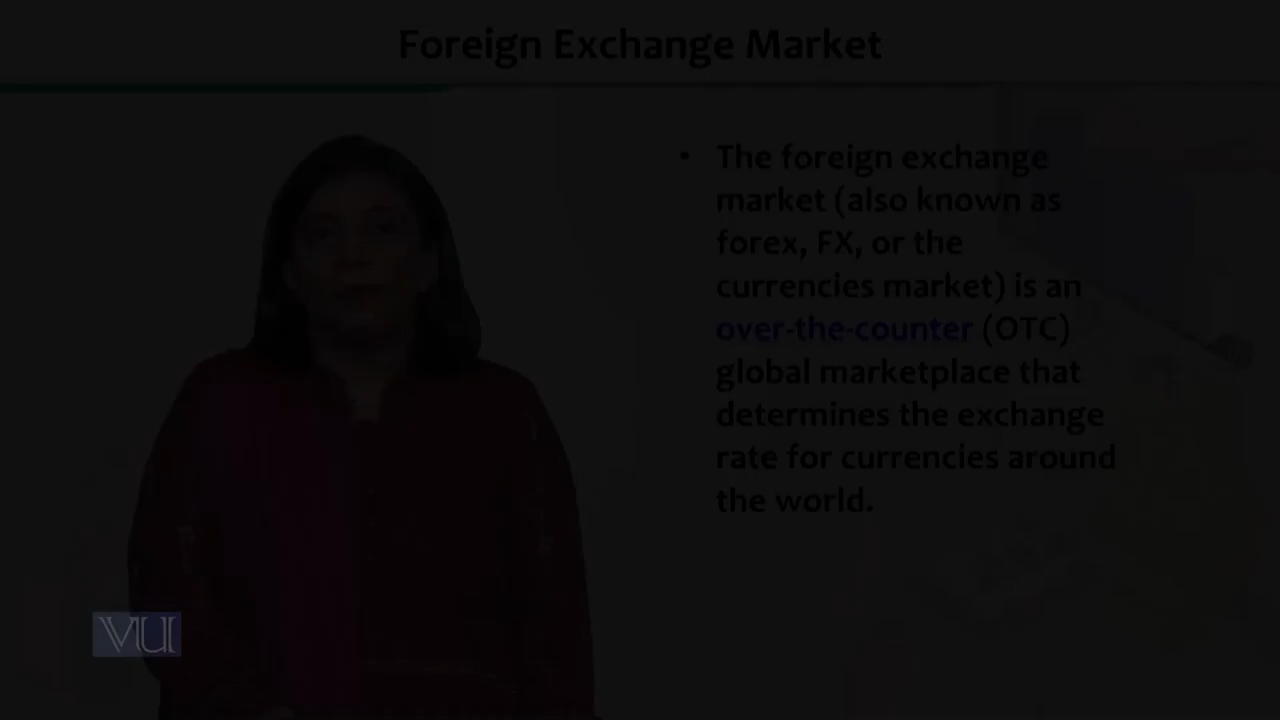 Foreign Exchange Market
• The foreign exchange
market (also known as
forex, FX, or the
currencies market) is an
over-the-counter (OTC)
global marketplace that
determines the exchange
rate for currencies around
the world.
VU